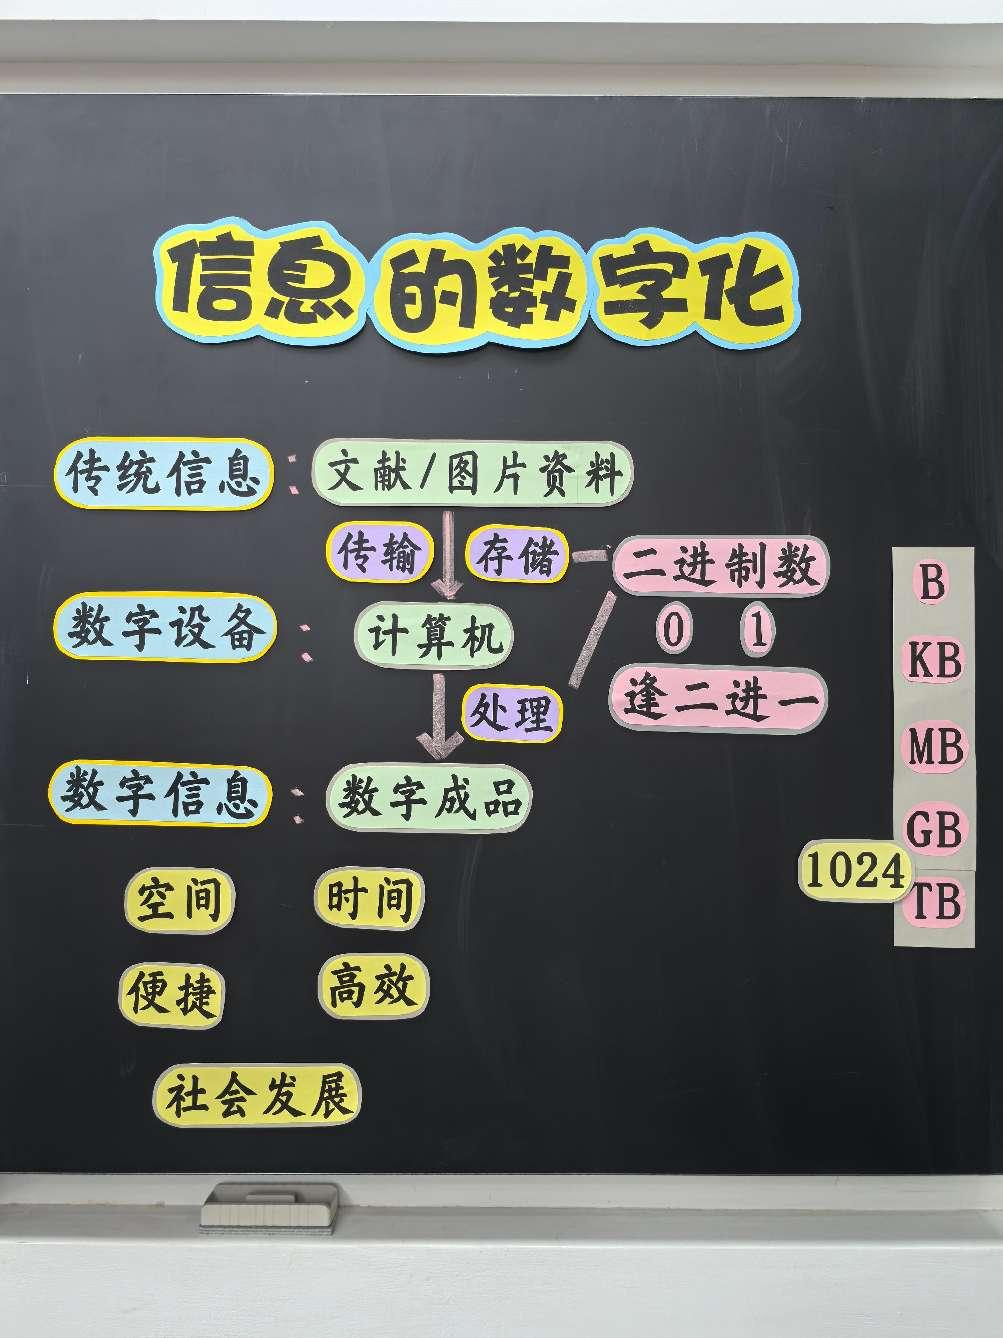 信息的数字化
传统信息：文献/图片资料
传输 存储 二进制数
0 1
数字设备：计算机
逢二进一
处理
数字信息：数字成品
空间 时间
便捷 高效
社会发展
B
KB
MB
GB
1024
TB